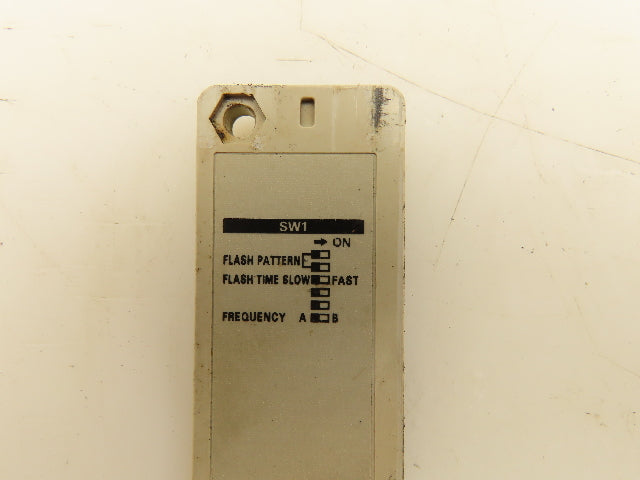 SW1
→ ON
FLASH PATTERN
FLASH TIME SLOW FAST
FREQUENCY A B